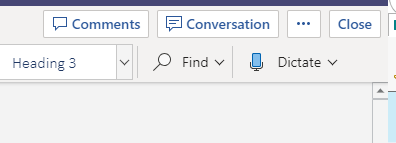 Comments Conversation ... Close
Heading 3 Find Dictate